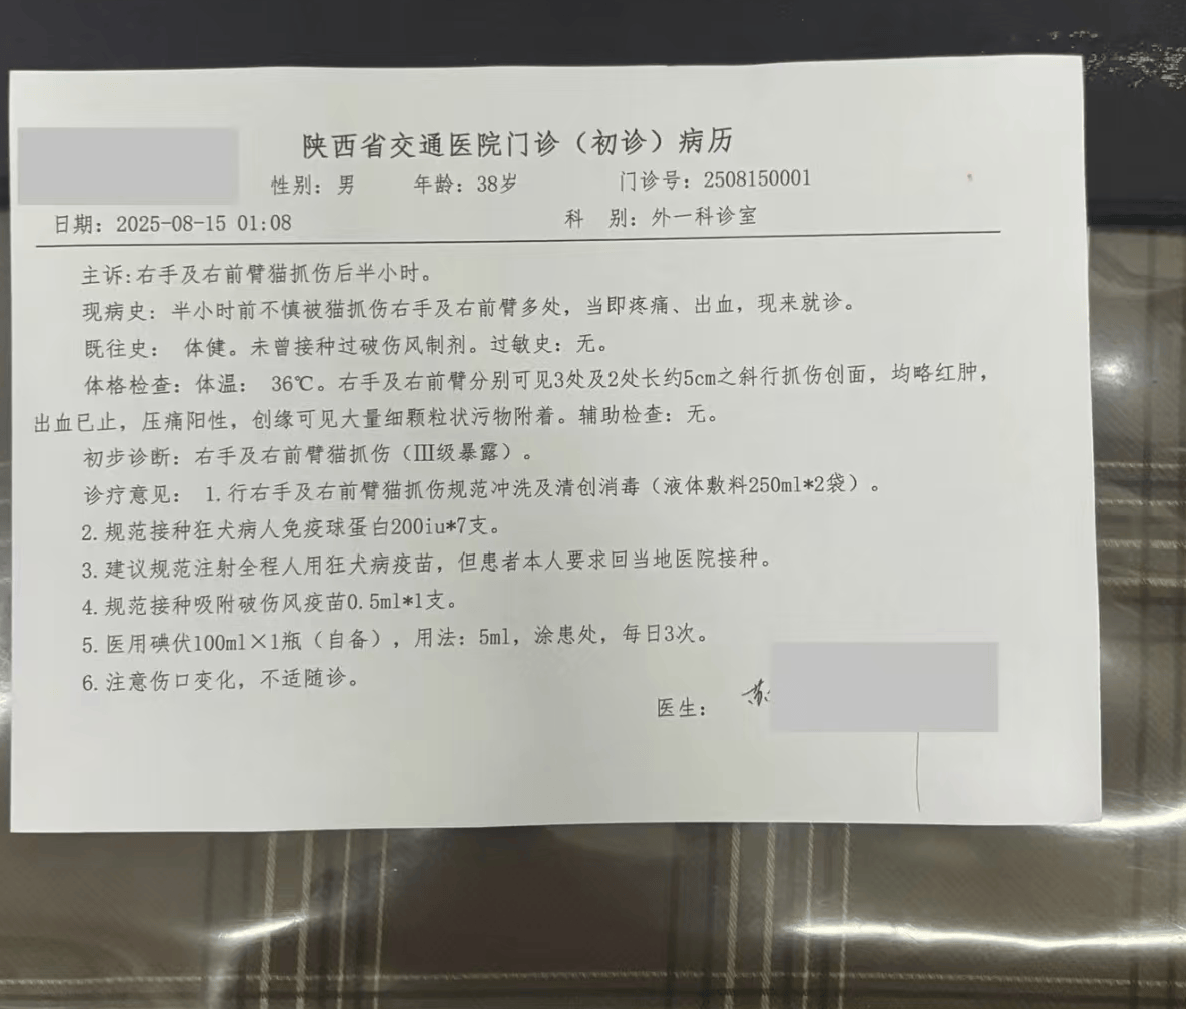 陕西省交通医院门诊（初诊）病历
性别：男 年龄：38岁 门诊号：2508150001
日期：2025-08-15 01:08 科 别：外一科诊室
主诉:右手及右前臂猫抓伤后半小时。
现病史：半小时前不慎被猫抓伤右手及右前臂多处，当即疼痛、出血，现来就诊。
既往史： 体健。未曾接种过破伤风制剂。过敏史：无。
体格检查：体温： 36℃。右手及右前臂分别可见3处及2处长约5cm之斜行抓伤创面，均略红肿，
出血已止，压痛阳性，创缘可见大量细颗粒状污物附着。辅助检查：无。
初步诊断：右手及右前臂猫抓伤（Ⅲ级暴露）。
诊疗意见： 1.行右手及右前臂猫抓伤规范冲洗及清创消毒（液体敷料250ml*2袋）。
2.规范接种狂犬病人免疫球蛋白200iu*7支。
3.建议规范注射全程人用狂犬病疫苗，但患者本人要求回当地医院接种。
4.规范接种吸附破伤风疫苗0.5ml*1支。
5.医用碘伏100ml×1瓶（自备），用法：5ml，涂患处，每日3次。
6.注意伤口变化，不适随诊。
医生：